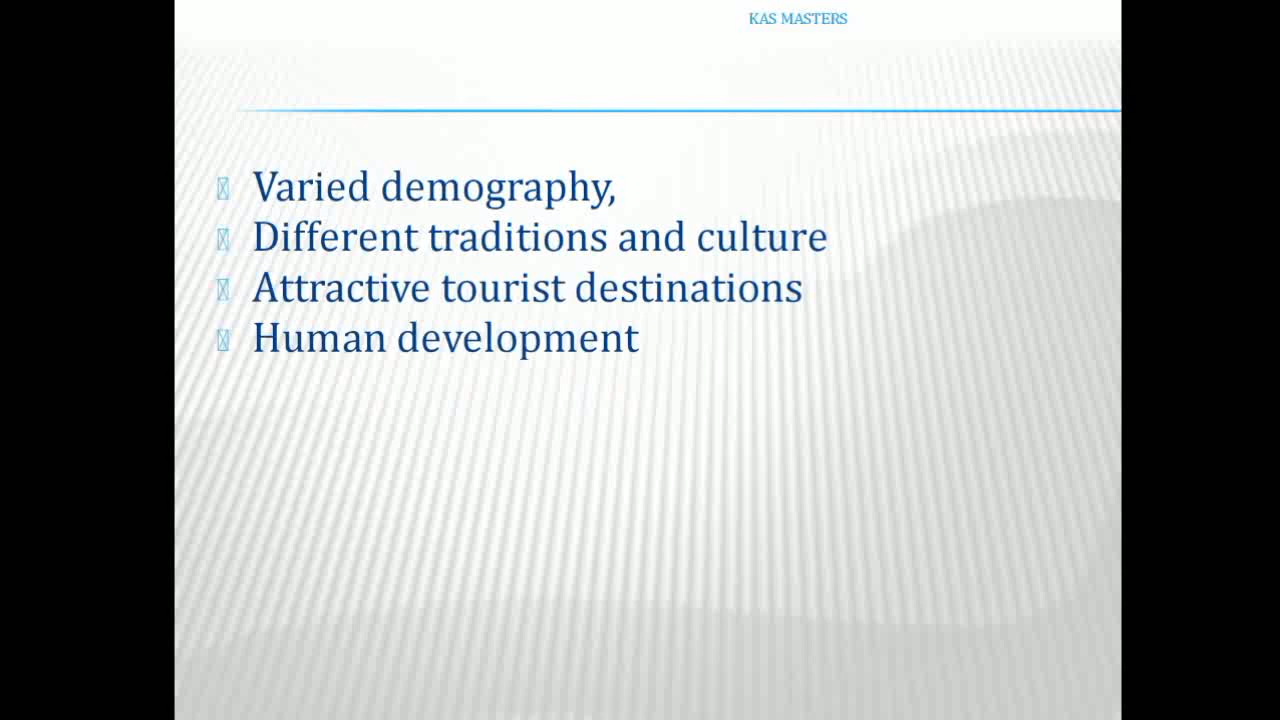 KAS MASTERS
Varied demography,
Different traditions and culture
Attractive tourist destinations
Human development